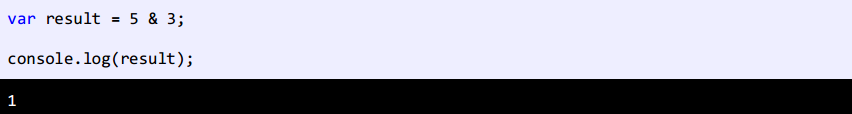 var result = 5 & 3;
console.log(result);
1